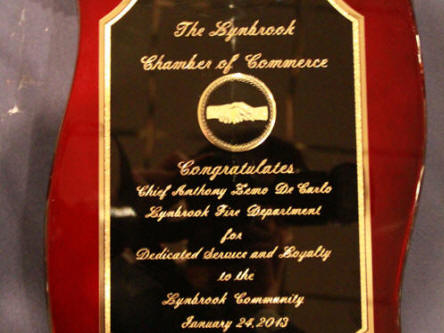 The Lynbrook
Chamber of Commerce
Congratulates
Chief Anthony Zemo De Carlo
Lynbrook Fire Department
for
Dedicated Service and Loyalty
to the
Lynbrook Community
January 24, 2013